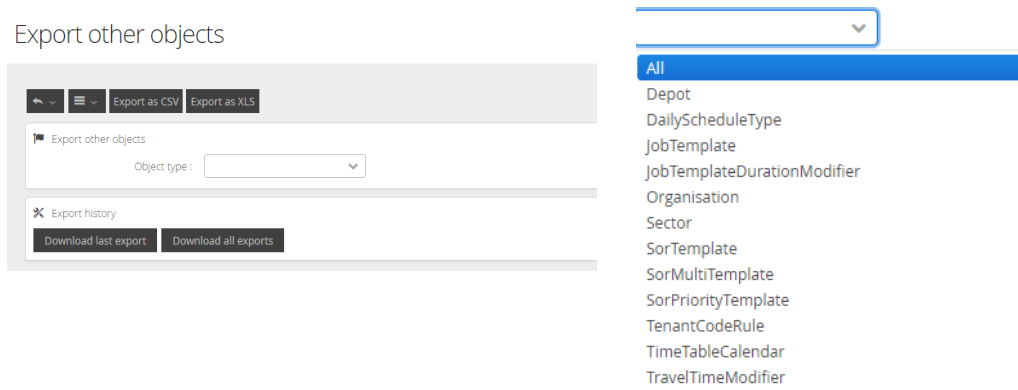 Export other objects
Export as CSV Export as XLS
Export other objects
Object type :
Export history
Download last export Download all exports
All
Depot
DailyScheduleType
JobTemplate
JobTemplateDurationModifier
Organisation
Sector
SorTemplate
SorMultiTemplate
SorPriorityTemplate
TenantCodeRule
TimeTableCalendar
TravelTimeModifier